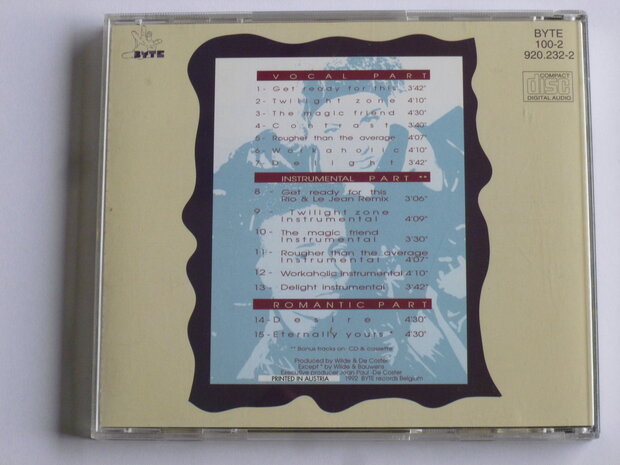 BYTE
BYTE
100-2
920.232-2
COMPACT
disc
DIGITAL AUDIO
VOCAL PART
1- Get ready for this 3'42"
2- Twilight zone 4'10"
3- The magic friend 4'30"
4- Contrast 3'40"
5- Rougher than the average 4'07"
6- Workaholic 4'10"
7- Delight 3'42"
INSTRUMENTAL PART **
8 - Get ready for this
Rio & Le Jean Remix 3'06"
9 - Twilight zone
Instrumental 4'09"
10 - The magic friend
Instrumental 3'30"
11 - Rougher than the average
Instrumental 4'07"
12 - Workaholic Instrumental 4'10"
13 - Delight instrumental 3'42"
ROMANTIC PART
14- Desire 4'30"
15- Eternally yours * 4'30"
** Bonus tracks on CD & cassette
Produced by Wilde & De Coster
Except * by Wilde & Bauwens
Executive producer Jean Paul -De Coster
PRINTED IN AUSTRIA 1992 BYTE records Belgium